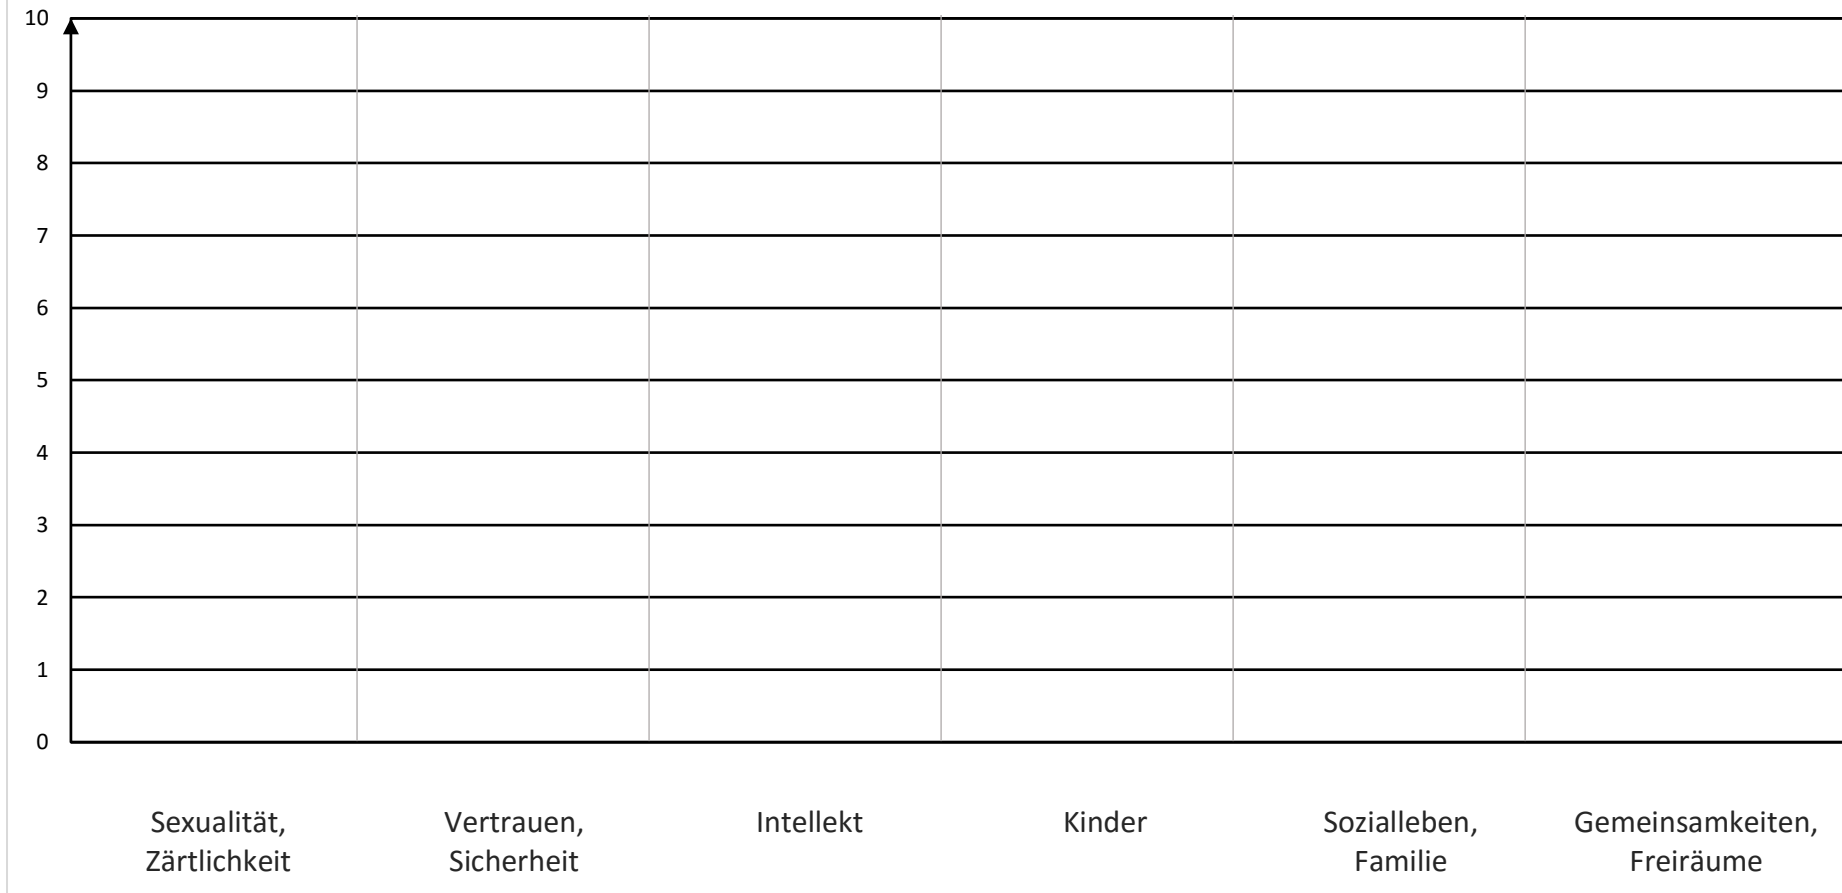 10
9
8
7
6
5
4
3
2
1
0
Sexualität,
Zärtlichkeit
Vertrauen,
Sicherheit
Intellekt
Kinder
Sozialleben,
Familie
Gemeinsamkeiten,
Freiräume